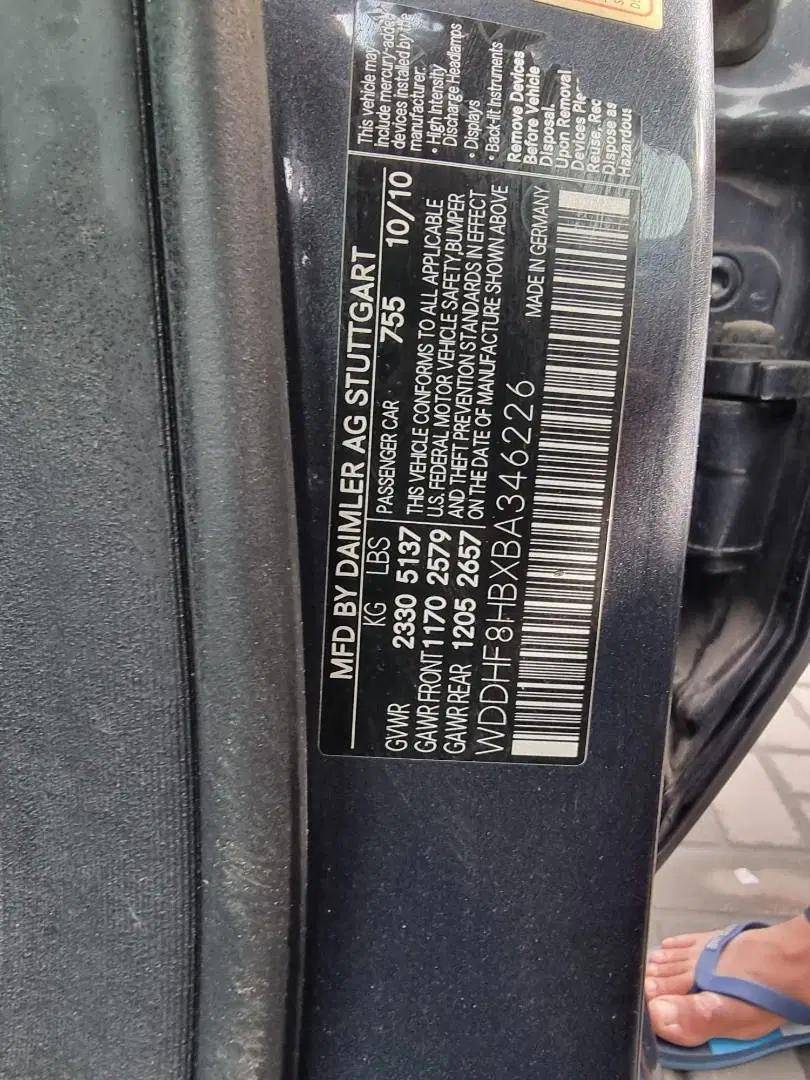 MFD BY DAIMLER AG STUTTGART
KG LBS
PASSENGER CAR 755 10/10
GVWR 2330 5137
GAWR FRONT 1170 2579
GAWR REAR 1205 2657
THIS VEHICLE CONFORMS TO ALL APPLICABLE
U.S. FEDERAL MOTOR VEHICLE SAFETY BUMPER
AND THEFT PREVENTION STANDARDS IN EFFECT
ON THE DATE OF MANUFACTURE SHOWN ABOVE
WDDHF8HBXBA346226
MADE IN GERMANY
This vehicle may
include mercury-added
devices installed by the
manufacturer:
• High Intensity
Discharge Headlamps
• Displays
• Back-lit Instruments
Remove Devices
Before Vehicle
Disposal.
Upon Removal
Devices
Reuse, Rec
Dispose as
Hazardous